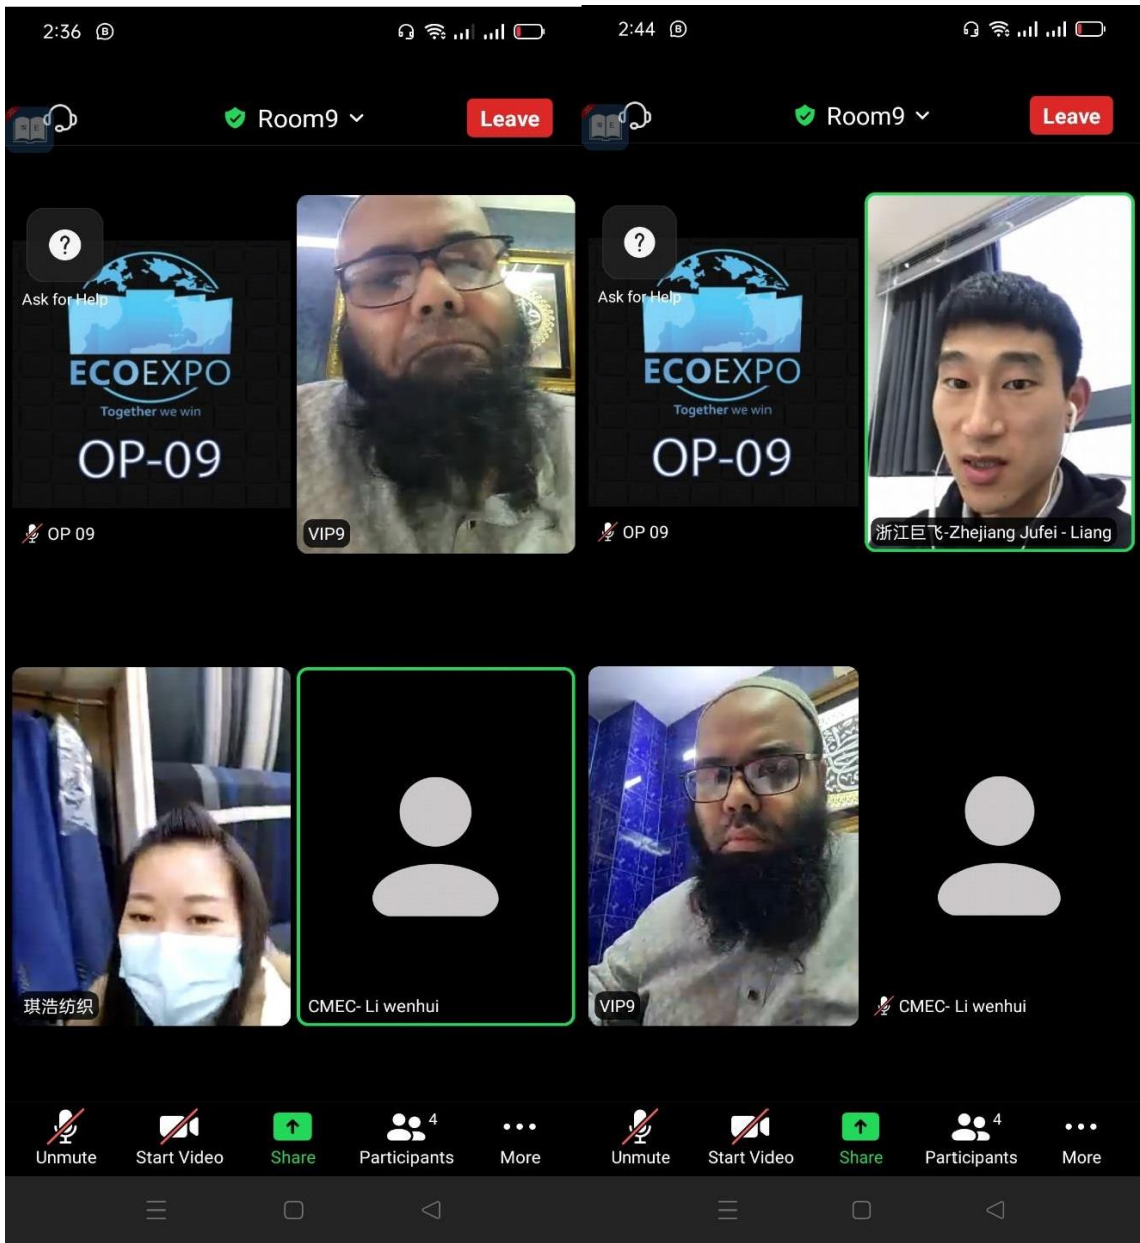 2:36
Room9
Leave
Ask for Help
ECOEXPO
Together we win
OP-09
OP 09
VIP9
琪浩纺织
CMEC- Li wenhui
Unmute
Start Video
Share
4
Participants
More
2:44
Room9
Leave
Ask for Help
ECOEXPO
Together we win
OP-09
OP 09
浙江巨飞-Zhejiang Jufei - Liang
VIP9
CMEC- Li wenhui
Unmute
Start Video
Share
4
Participants
More